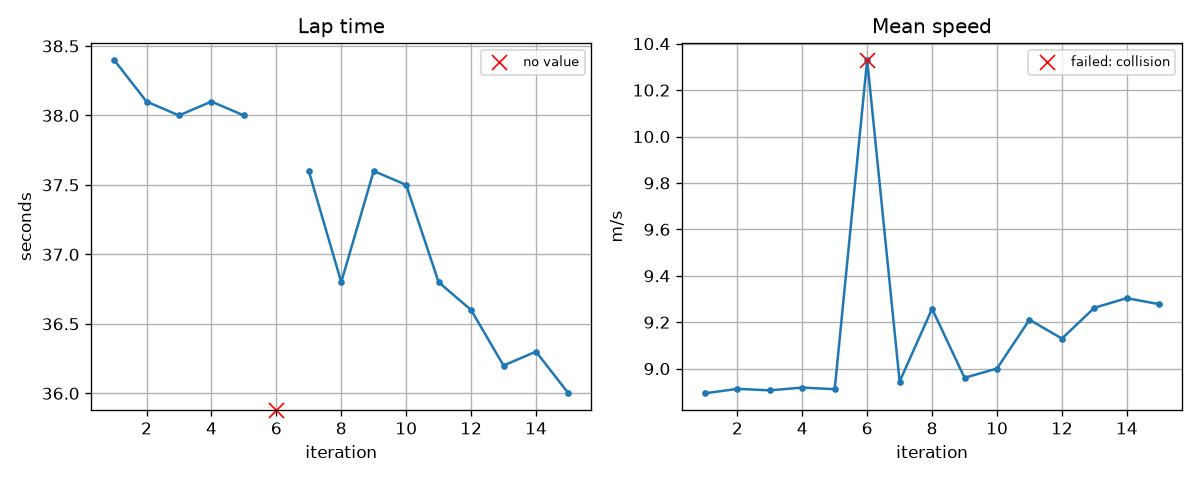 Lap time
seconds
38.5
38.0
37.5
37.0
36.5
36.0
no value
2 4 6 8 10 12 14
iteration
Mean speed
m/s
10.4
10.2
10.0
9.8
9.6
9.4
9.2
9.0
failed: collision
2 4 6 8 10 12 14
iteration